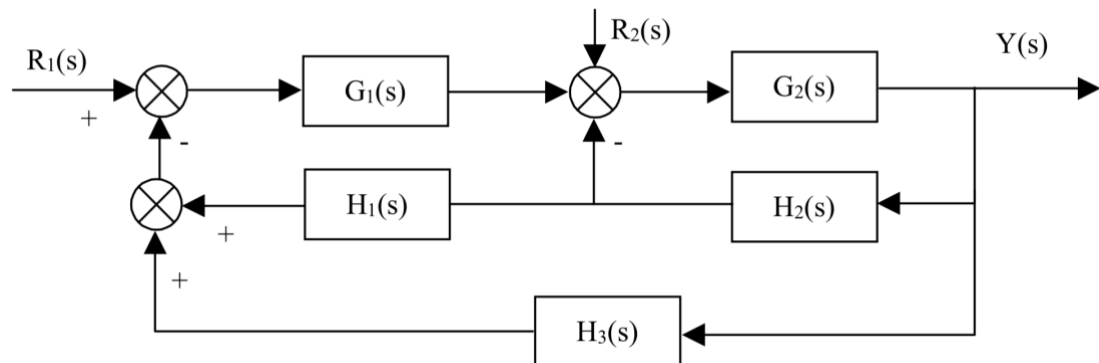 R₂(s)
R₁(s)
Y(s)
G₁(s)
G₂(s)
+
-
-
H₁(s)
H₂(s)
+
+
H₃(s)